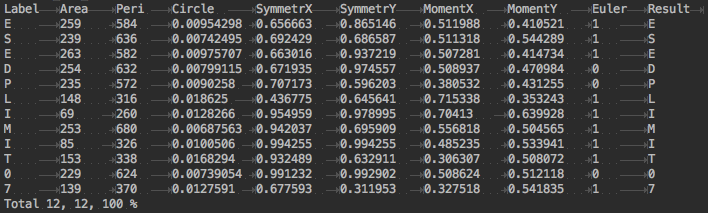 Label Area Peri Circle SymmetrX SymmetrY MomentX MomentY Euler Result
E 259 584 0.00954298 0.656663 0.865146 0.511988 0.410521 1 E
S 239 636 0.00742495 0.692429 0.686587 0.511318 0.544289 1 S
E 263 582 0.00975707 0.663016 0.937219 0.507281 0.414734 1 E
D 254 632 0.00799115 0.671935 0.974557 0.508937 0.470984 0 D
P 235 572 0.0090258 0.707173 0.596203 0.380532 0.431255 0 P
L 148 316 0.018625 0.436775 0.645641 0.715338 0.353243 1 L
I 69 260 0.0128266 0.954959 0.978995 0.70413 0.639928 1 I
M 253 680 0.00687563 0.942037 0.695909 0.556818 0.504565 1 M
I 85 326 0.0100506 0.994255 0.994255 0.485235 0.533941 1 I
T 153 338 0.0168294 0.932489 0.632911 0.306307 0.508072 1 T
0 229 624 0.00739054 0.991232 0.992902 0.508624 0.512118 0 0
7 139 370 0.0127591 0.677593 0.311953 0.327518 0.541835 1 7
Total 12, 12, 100 %